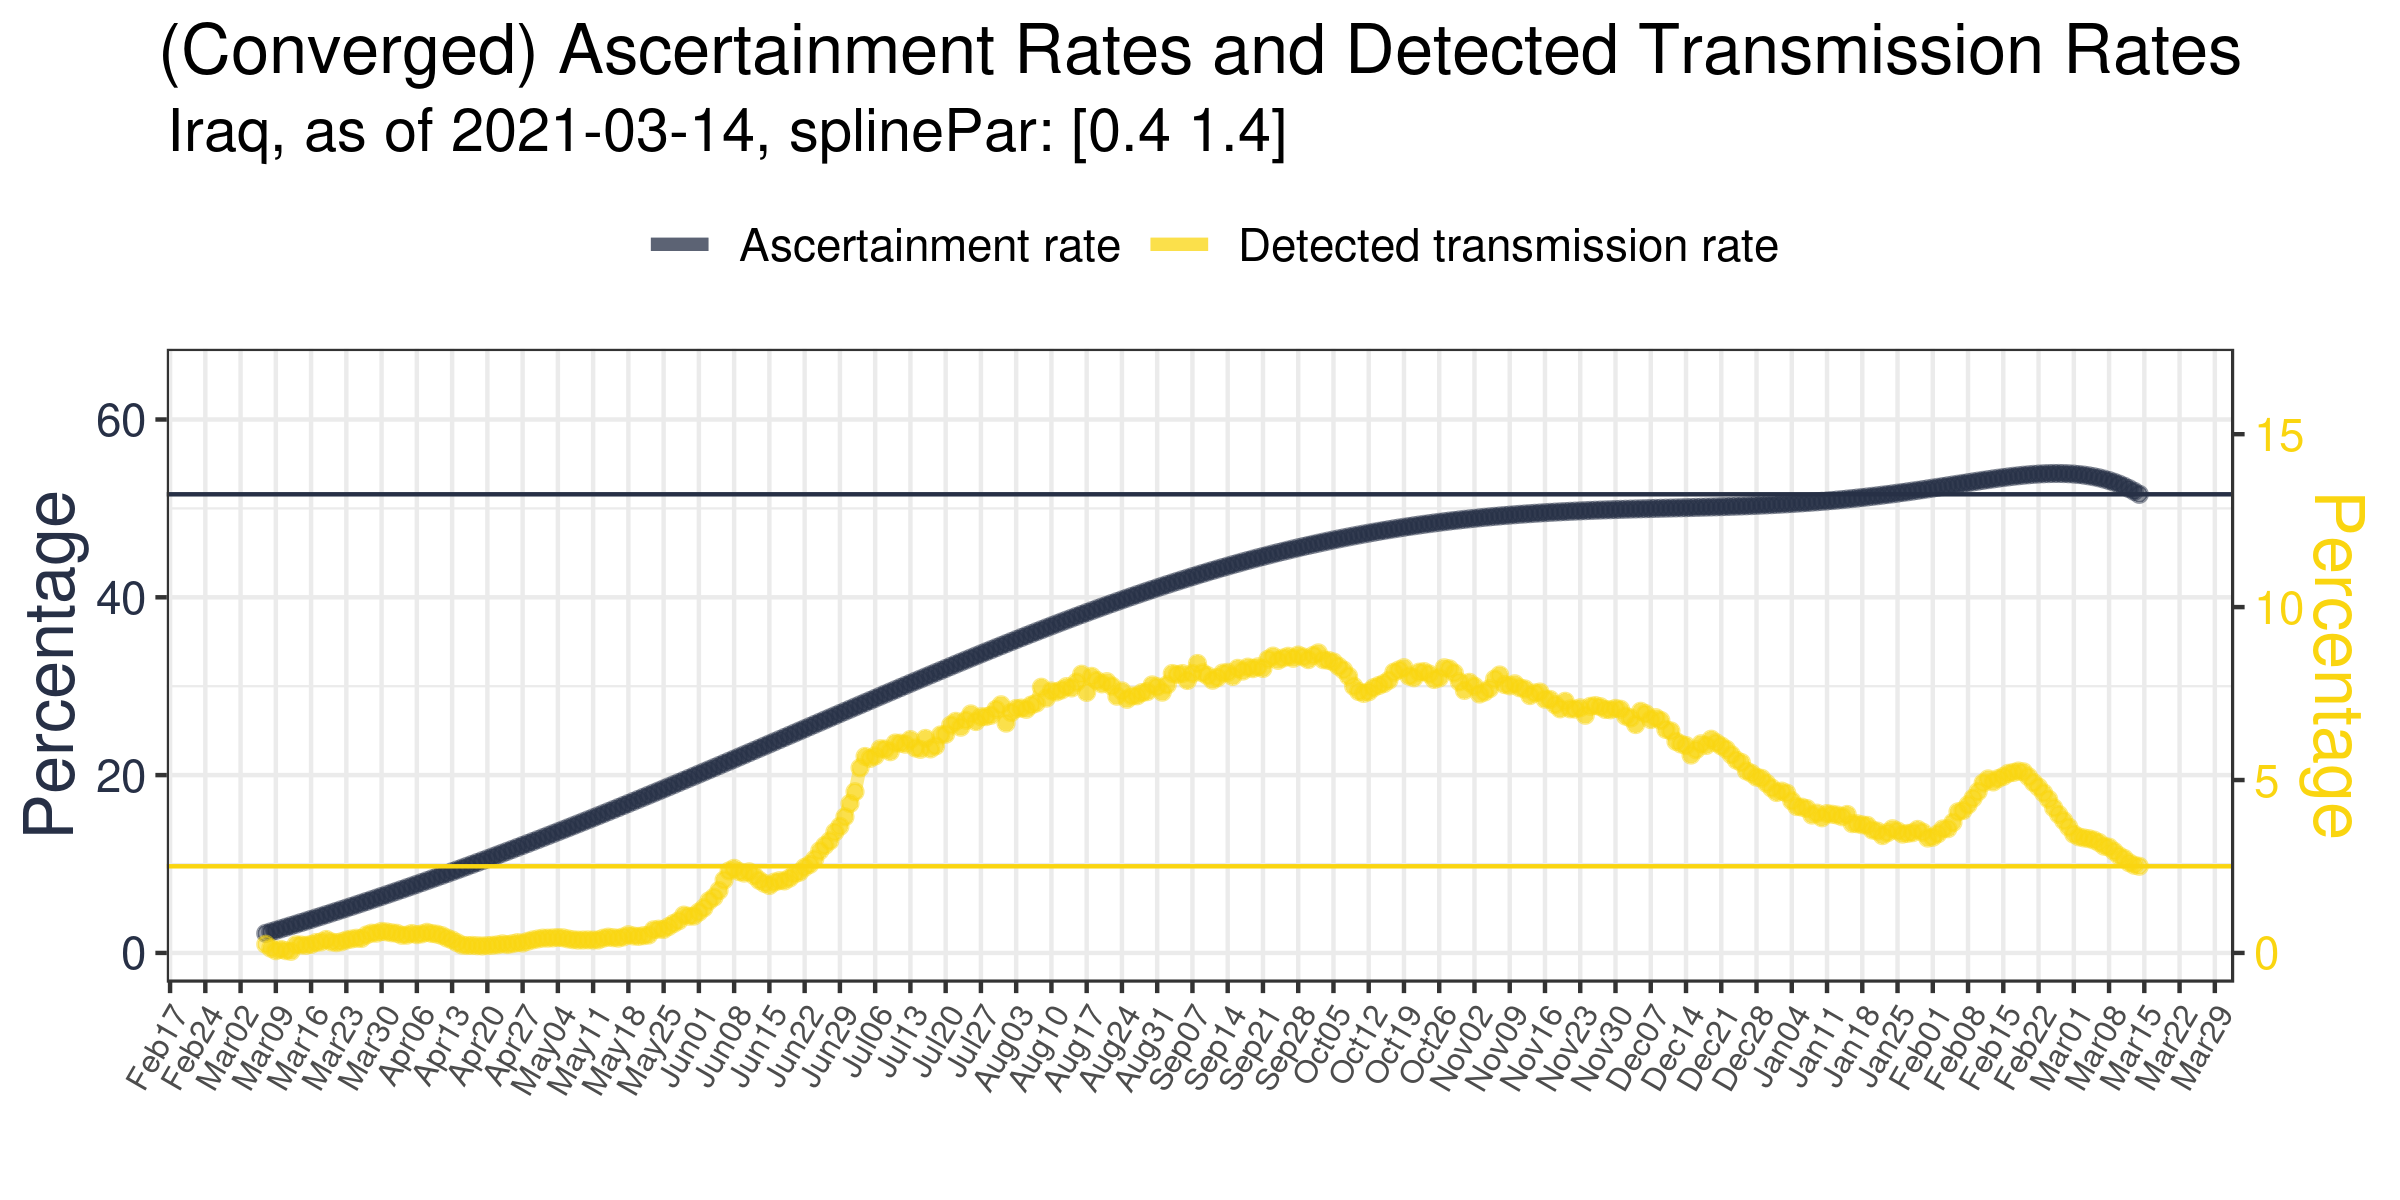 (Converged) Ascertainment Rates and Detected Transmission Rates
Iraq, as of 2021-03-14, splinePar: [0.4 1.4]
Ascertainment rate
Detected transmission rate
Percentage
60
40
20
0
15
10
5
0
Percentage
Feb17
Feb24
Mar02
Mar09
Mar16
Mar23
Mar30
Apr06
Apr13
Apr20
Apr27
May04
May11
May18
May25
Jun01
Jun08
Jun15
Jun22
Jun29
Jul06
Jul13
Jul20
Jul27
Aug03
Aug10
Aug17
Aug24
Aug31
Sep07
Sep14
Sep21
Sep28
Oct05
Oct12
Oct19
Oct26
Nov02
Nov09
Nov16
Nov23
Nov30
Dec07
Dec14
Dec21
Dec28
Jan04
Jan11
Jan18
Jan25
Feb01
Feb08
Feb15
Feb22
Mar01
Mar08
Mar15
Mar22
Mar29